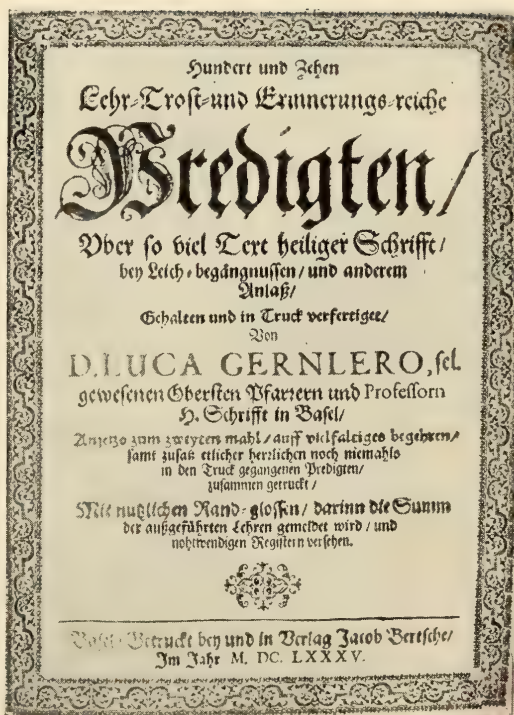 Hundert und Zehen
Lehr-Trost-und Erinnerungs-reiche
Predigten/
Vber so viel Text heiliger Schrifft/
bey Leich-begängnussen/ und anderem
Anlaß/
Gehalten und in Truck verfertiget/
Von
D. LUCA GERNLERO, sel.
gewesenen Obersten Pfarrern und Professorn
H. Schrifft in Basel/
Anjetzo zum zweyten mahl/ auff vielfaltiges begehren/
samt zusatz etlicher herrlichen noch niemahls
in den Truck gegangenen Predigten/
zusammen getruckt/
Mit nutzlichen Rand-glossen/ darinn die Summ
der außgeführten Lehren gemeldet wird/ und
nohtwendigen Registern versehen.
Basel, Getruckt bey und in Verlag Jacob Bertsche/
Im Jahr M. DC. LXXXV.